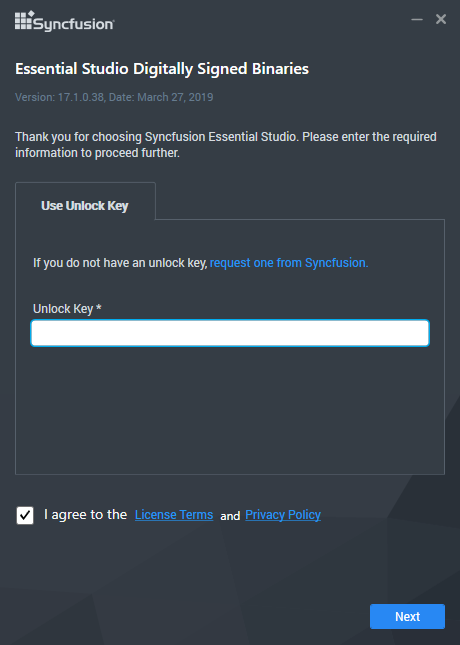 Syncfusion
Essential Studio Digitally Signed Binaries
Version: 17.1.0.38, Date: March 27, 2019
Thank you for choosing Syncfusion Essential Studio. Please enter the required
information to proceed further.
Use Unlock Key
If you do not have an unlock key, request one from Syncfusion.
Unlock Key *
I agree to the License Terms and Privacy Policy
Next